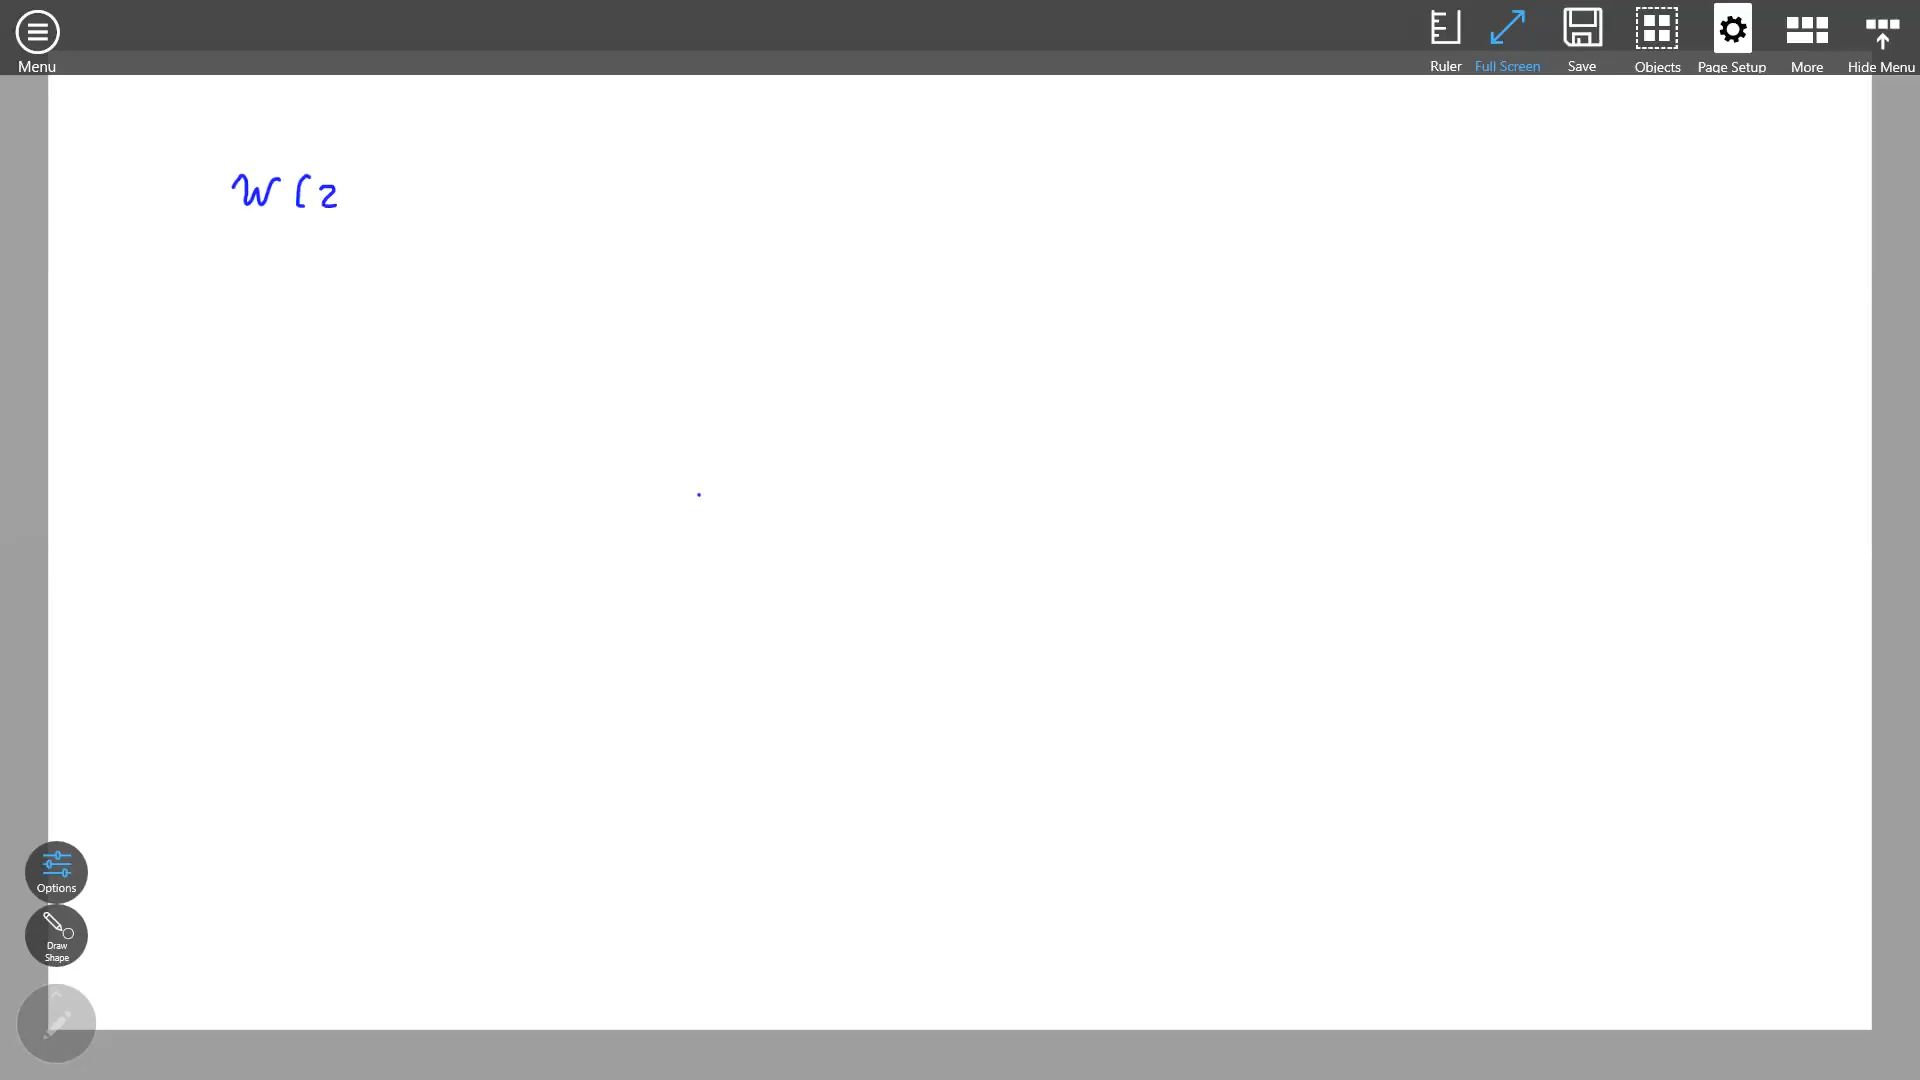 Menu
Ruler Full Screen Save Objects Page Setup More Hide Menu
W(2
Options
Draw
Shape